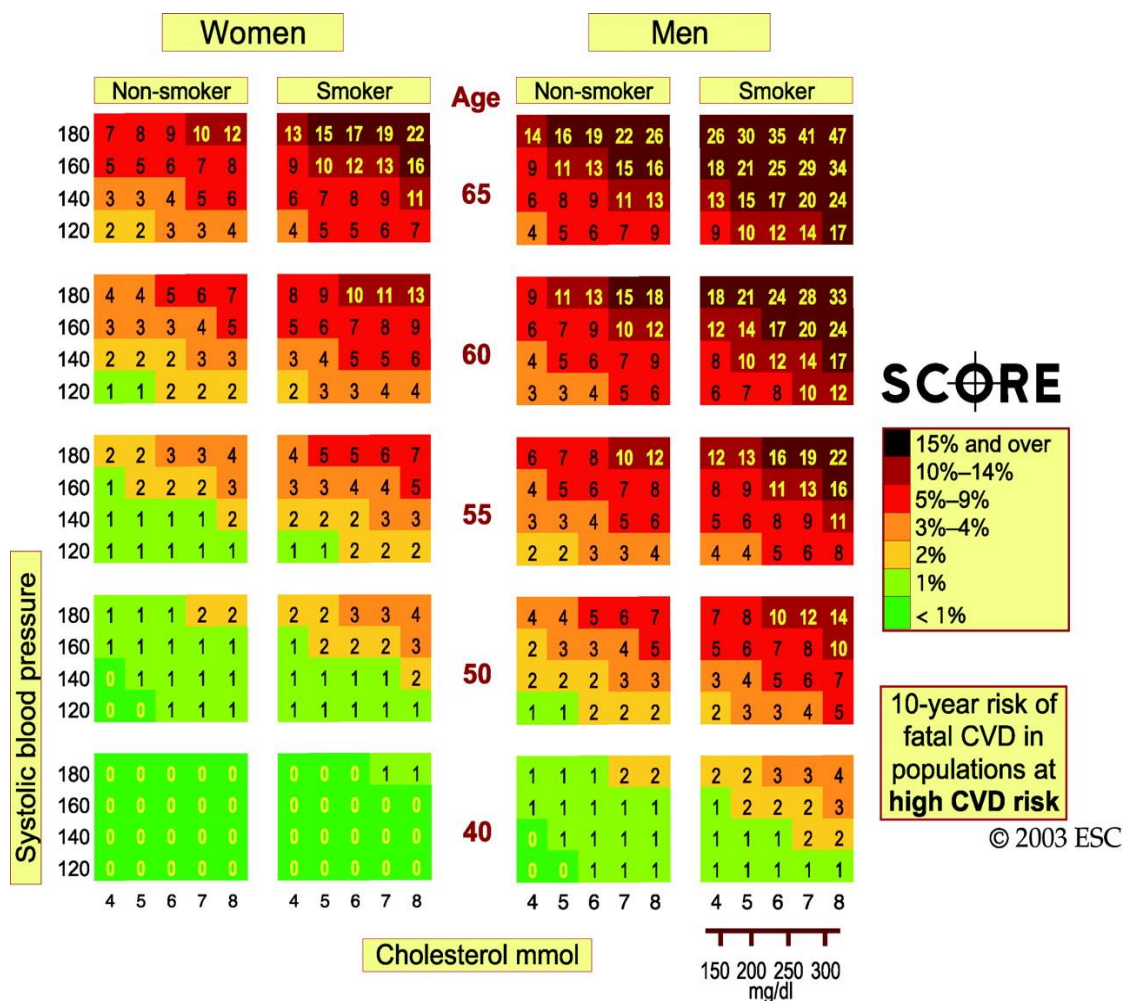 Women Men
Non-smoker Smoker Age Non-smoker Smoker
180 7 8 9 10 12 13 15 17 19 22 14 16 19 22 26 26 30 35 41 47
160 5 5 6 7 8 9 10 12 13 16 9 11 13 15 16 18 21 25 29 34
65
140 3 3 4 5 6 6 7 8 9 11 6 8 9 11 13 13 15 17 20 24
120 2 2 3 3 4 4 5 5 6 7 4 5 6 7 9 9 10 12 14 17
180 4 4 5 6 7 8 9 10 11 13 9 11 13 15 18 18 21 24 28 33
160 3 3 3 4 5 5 6 7 8 9 6 7 9 10 12 12 14 17 20 24
60
140 2 2 2 3 3 3 4 5 5 6 4 5 6 7 9 8 10 12 14 17
120 1 1 2 2 2 2 3 3 4 4 3 3 4 5 6 6 7 8 10 12
180 2 2 3 3 4 4 5 5 6 7 6 7 8 10 12 12 13 16 19 22
160 1 2 2 2 3 3 3 4 4 5 4 5 6 7 8 8 9 11 13 16
55
140 1 1 1 1 2 2 2 2 3 3 3 3 4 5 6 5 6 8 9 11
120 1 1 1 1 1 1 1 2 2 2 2 2 3 3 4 4 4 5 6 8
180 1 1 1 2 2 2 2 3 3 4 4 4 5 6 7 7 8 10 12 14
160 1 1 1 1 1 1 2 2 2 3 2 3 3 4 5 5 6 7 8 10
50
140 0 1 1 1 1 1 1 1 1 2 2 2 2 3 3 3 4 5 6 7
120 0 0 1 1 1 1 1 1 1 1 1 1 2 2 2 2 3 3 4 5
180 0 0 0 0 0 0 0 0 1 1 1 1 1 2 2 2 2 3 3 4
160 0 0 0 0 0 0 0 0 0 0 1 1 1 1 1 1 2 2 2 3
40
140 0 0 0 0 0 0 0 0 0 0 0 1 1 1 1 1 1 1 2 2
120 0 0 0 0 0 0 0 0 0 0 0 0 1 1 1 1 1 1 1 1
4 5 6 7 8 4 5 6 7 8 4 5 6 7 8 4 5 6 7 8
Systolic blood pressure
Cholesterol mmol
150 200 250 300
mg/dl
SCORE
15% and over
10%–14%
5%–9%
3%–4%
2%
1%
< 1%
10-year risk of
fatal CVD in
populations at
high CVD risk
© 2003 ESC